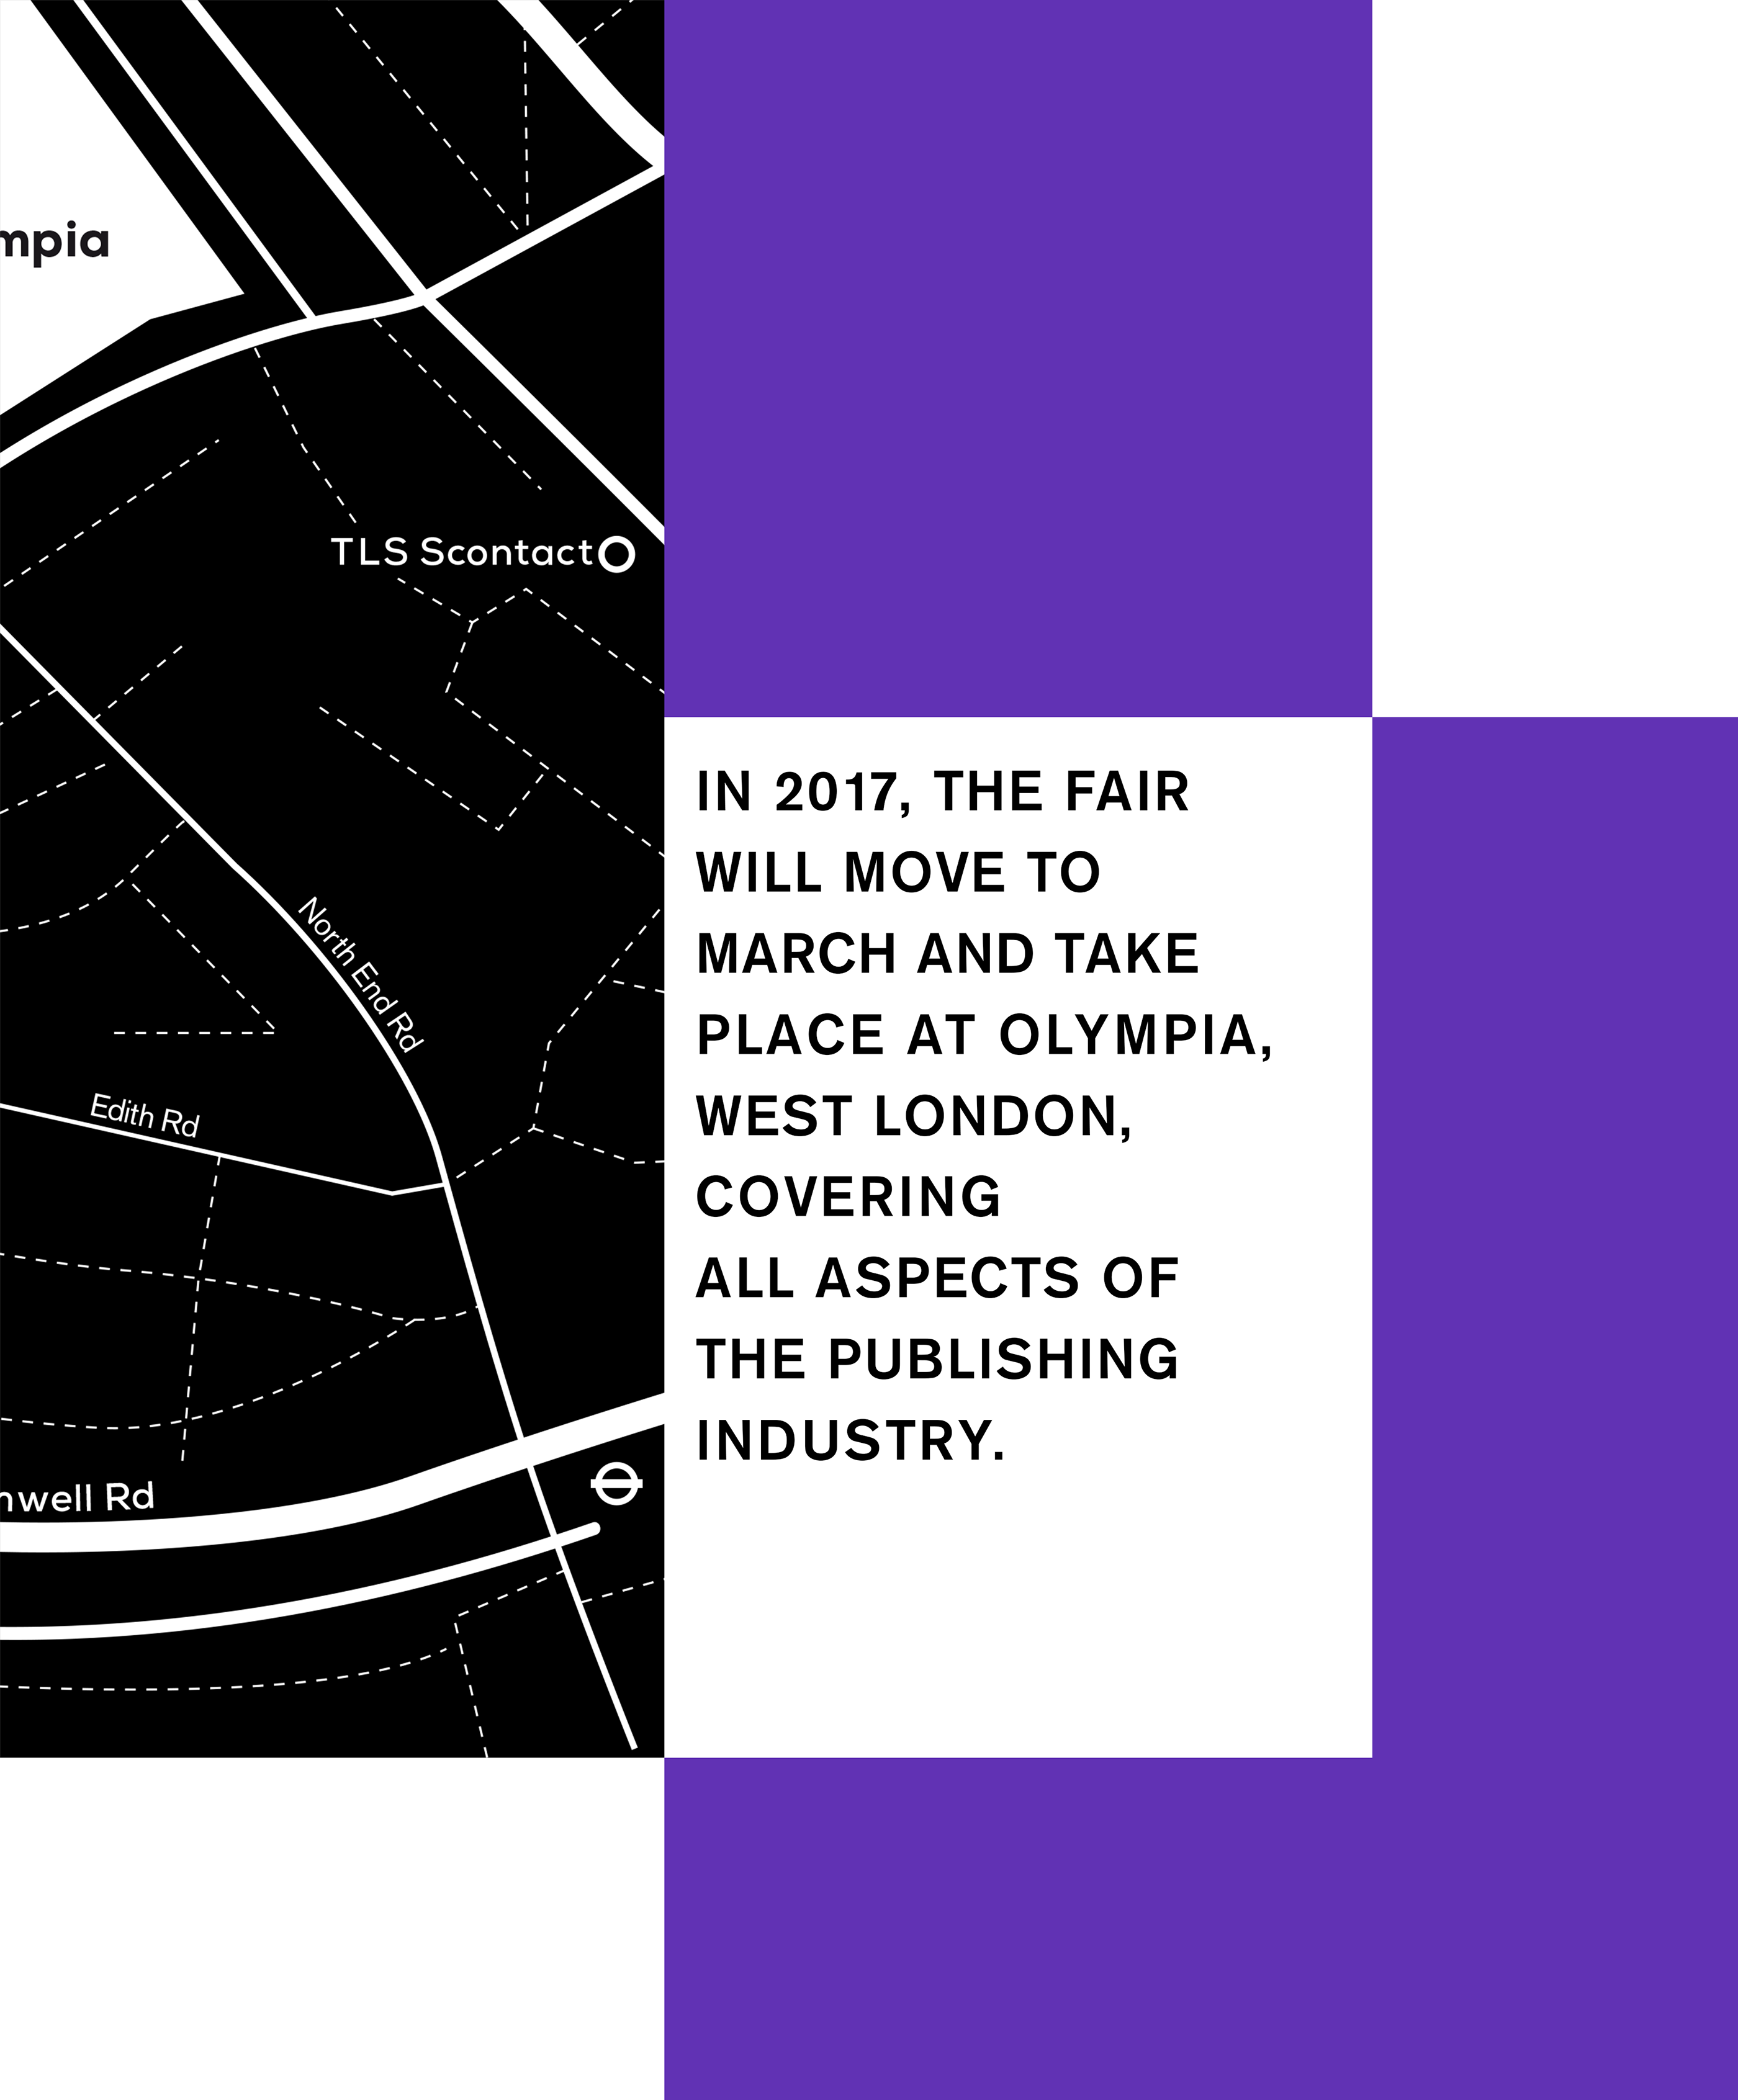 mpia
TLS Scontact
North End Rd
Edith Rd
nwell Rd
IN 2017, THE FAIR
WILL MOVE TO
MARCH AND TAKE
PLACE AT OLYMPIA,
WEST LONDON,
COVERING
ALL ASPECTS OF
THE PUBLISHING
INDUSTRY.